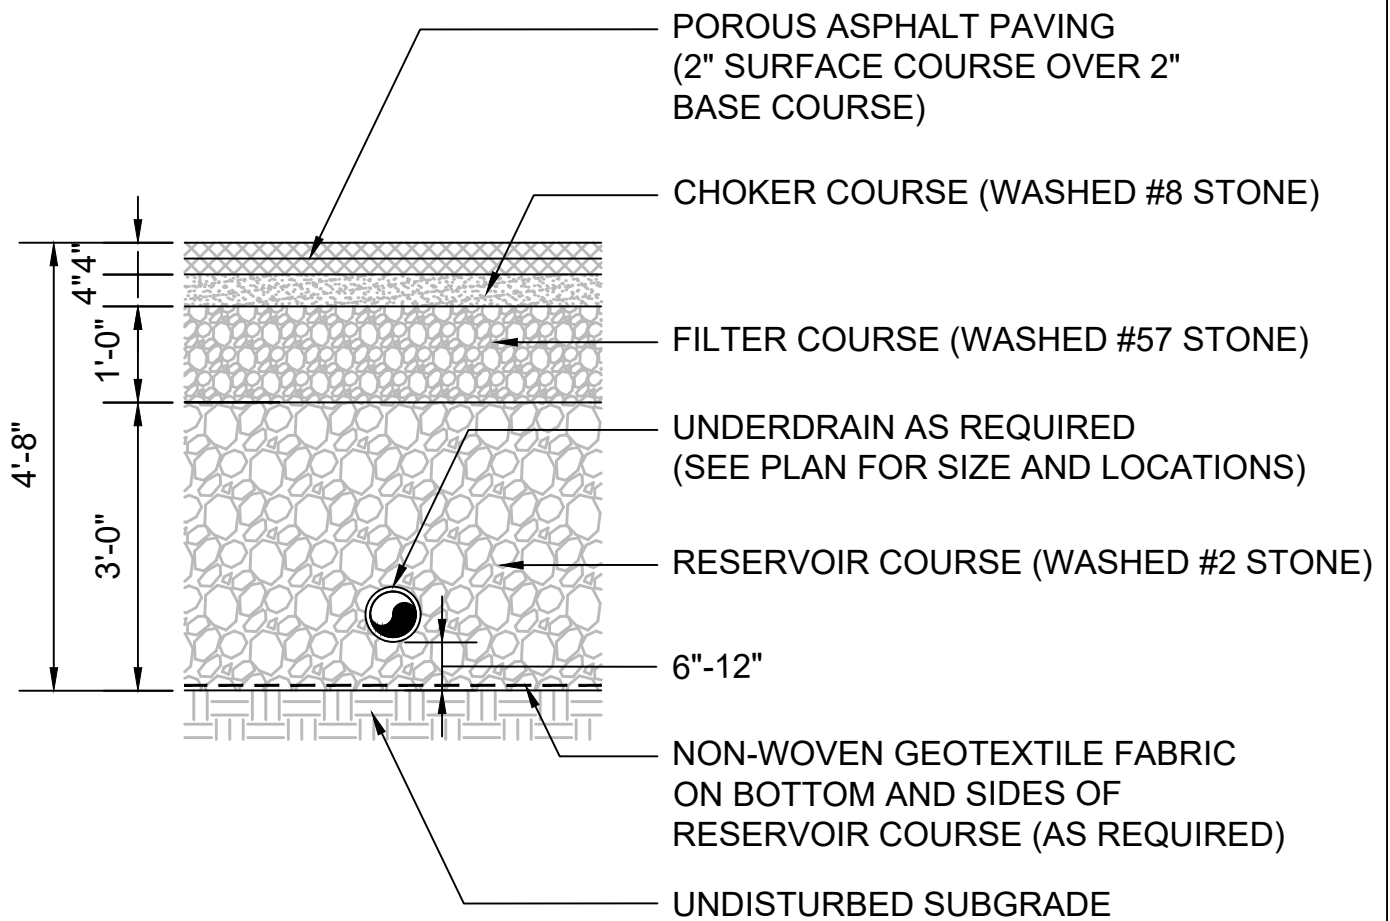 POROUS ASPHALT PAVING
(2" SURFACE COURSE OVER 2"
BASE COURSE)
CHOKER COURSE (WASHED #8 STONE)
4"
4"
FILTER COURSE (WASHED #57 STONE)
1'-0"
UNDERDRAIN AS REQUIRED
(SEE PLAN FOR SIZE AND LOCATIONS)
4'-8"
3'-0"
RESERVOIR COURSE (WASHED #2 STONE)
6"-12"
NON-WOVEN GEOTEXTILE FABRIC
ON BOTTOM AND SIDES OF
RESERVOIR COURSE (AS REQUIRED)
UNDISTURBED SUBGRADE